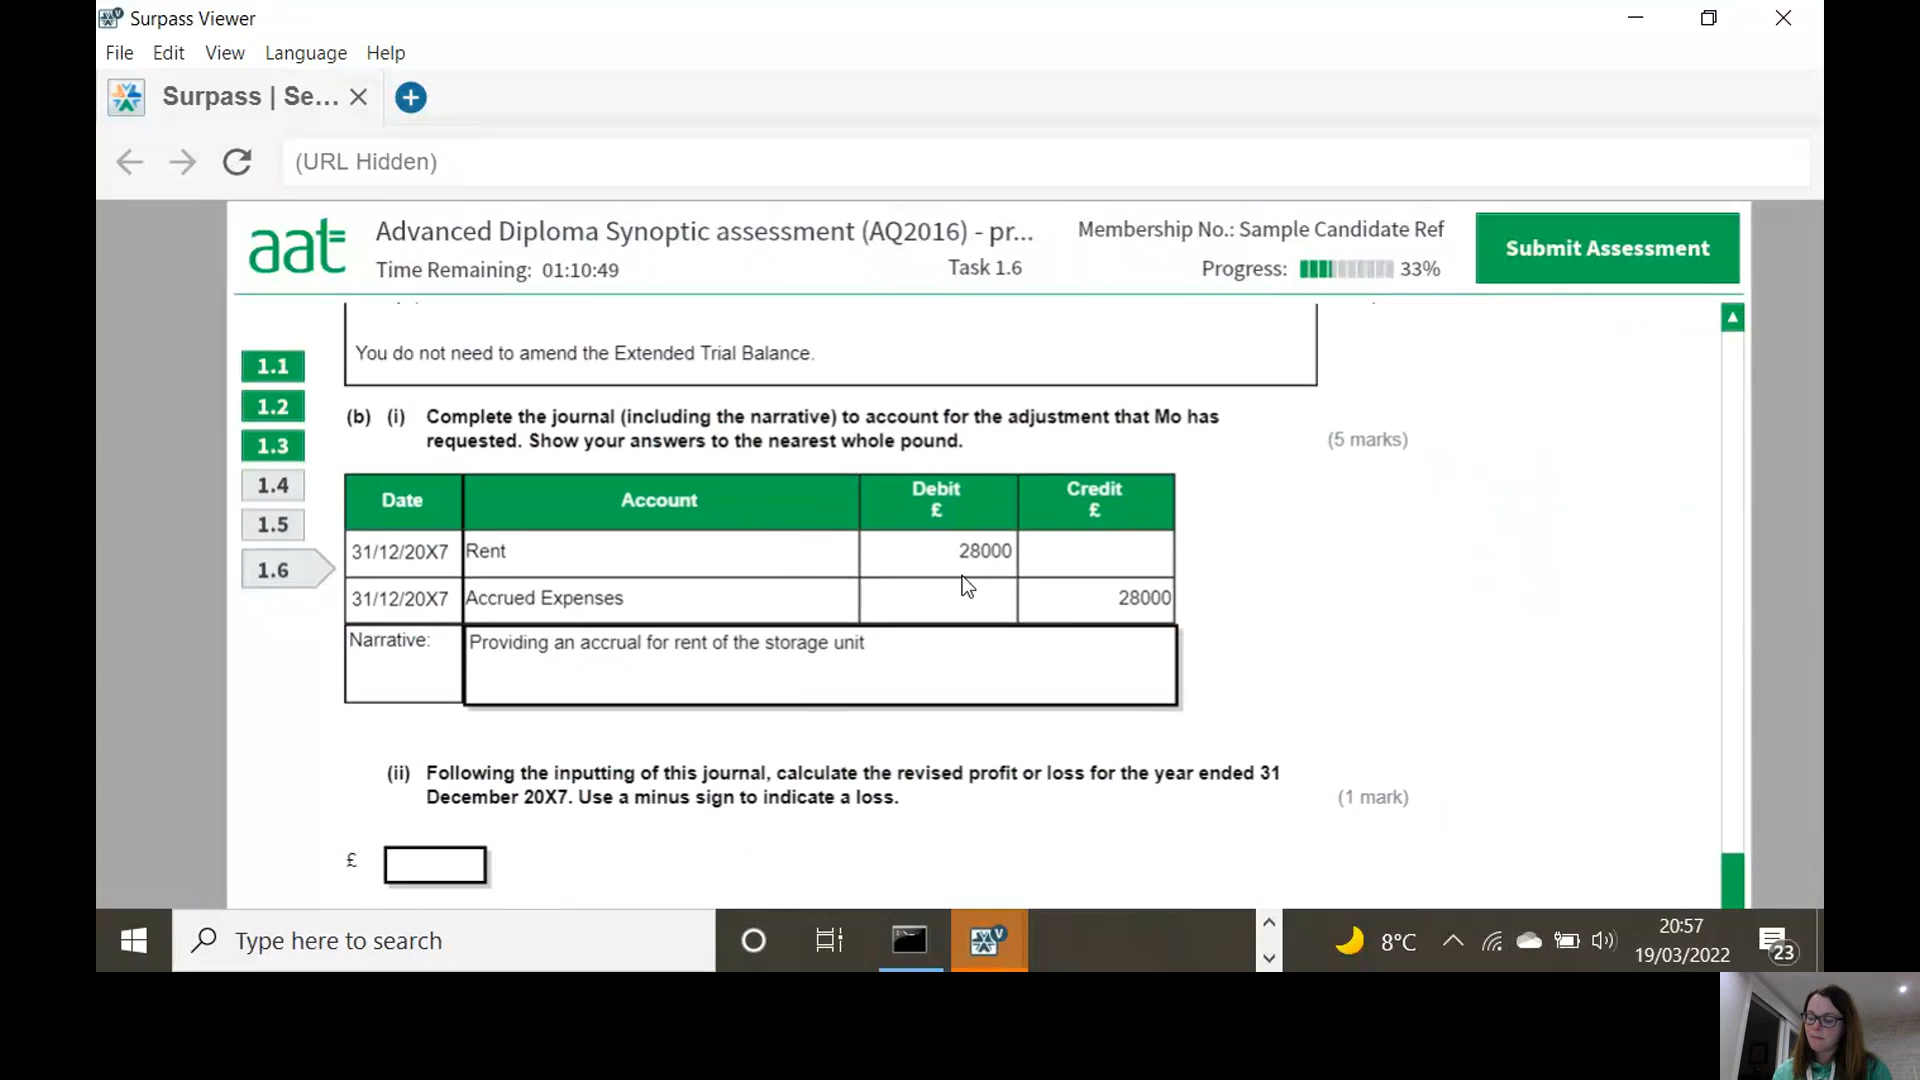 Surpass Viewer
File Edit View Language Help
Surpass | Se...
(URL Hidden)
aat
Advanced Diploma Synoptic assessment (AQ2016) - pr...
Membership No.: Sample Candidate Ref
Submit Assessment
Time Remaining: 01:10:49
Task 1.6
Progress: 33%
You do not need to amend the Extended Trial Balance.
1.1
1.2
1.3
1.4
1.5
1.6
(b) (i) Complete the journal (including the narrative) to account for the adjustment that Mo has
requested. Show your answers to the nearest whole pound.
(5 marks)
Date Account Debit £ Credit £
31/12/20X7 Rent 28000
31/12/20X7 Accrued Expenses 28000
Narrative: Providing an accrual for rent of the storage unit
(ii) Following the inputting of this journal, calculate the revised profit or loss for the year ended 31
December 20X7. Use a minus sign to indicate a loss.
(1 mark)
£
Type here to search
8°C
20:57
19/03/2022
23